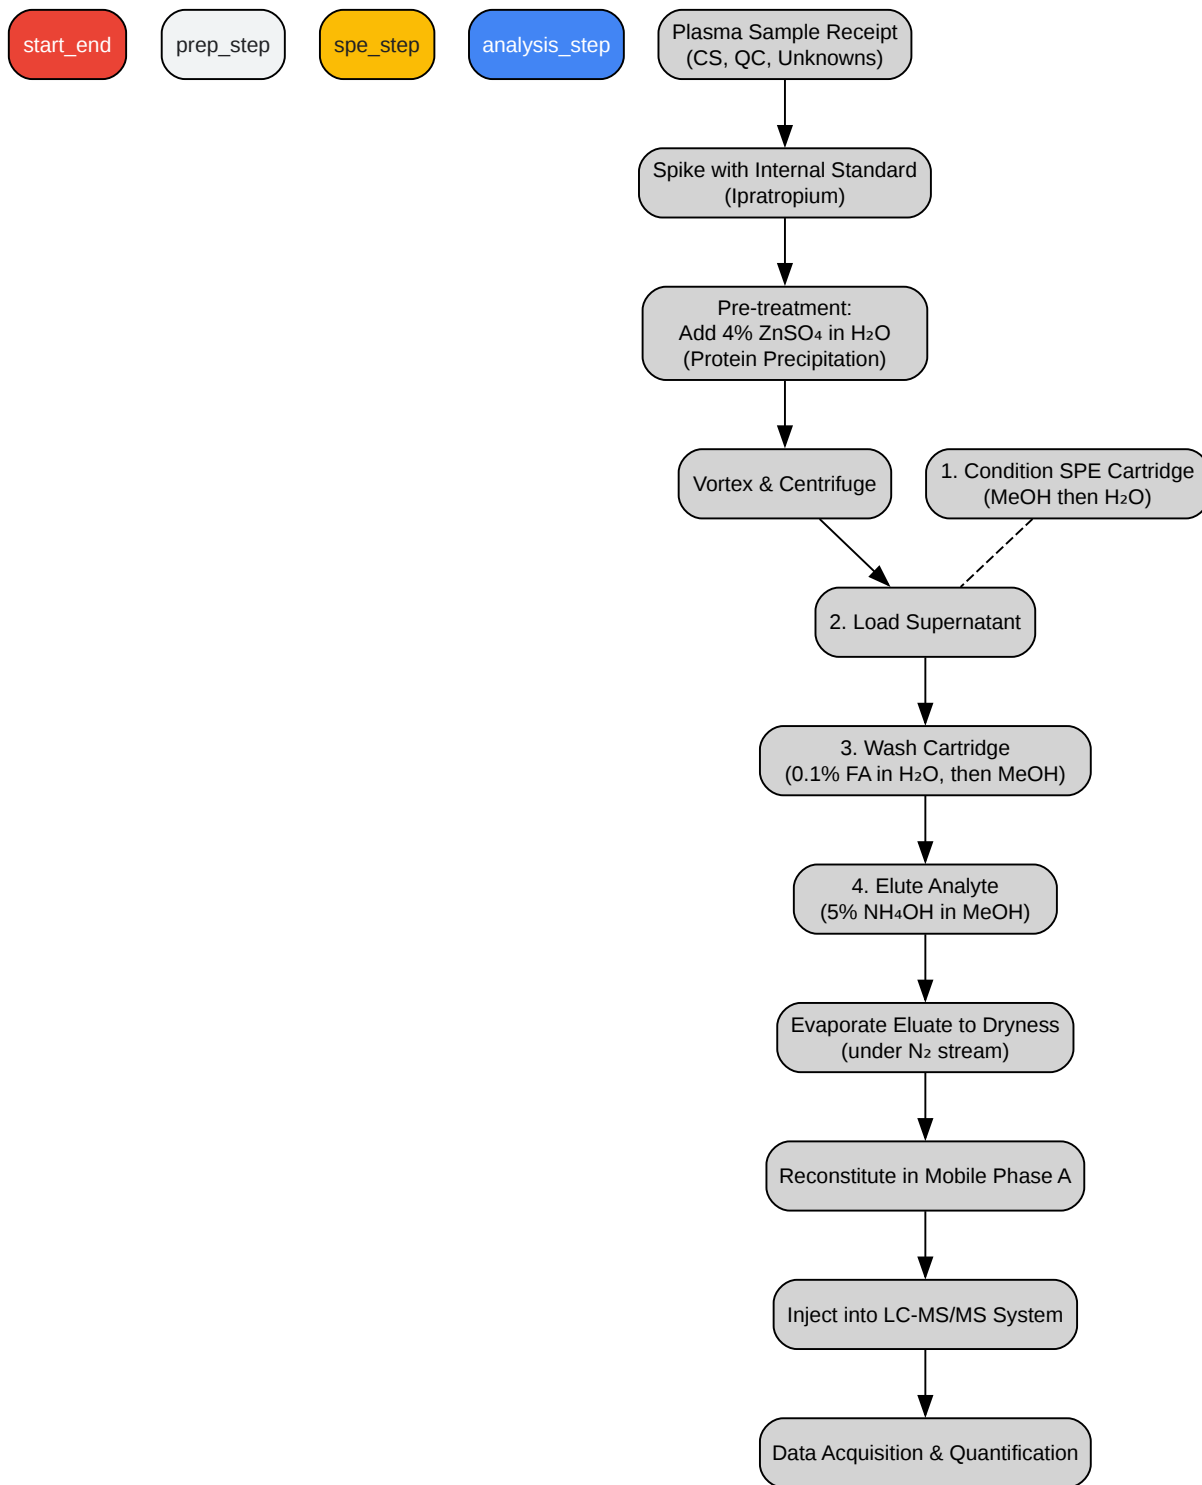 start_end
prep_step
spe_step
analysis_step
Plasma Sample Receipt
(CS, QC, Unknowns)
Spike with Internal Standard
(Ipratropium)
Pre-treatment:
Add 4% ZnSO₄ in H₂O
(Protein Precipitation)
Vortex & Centrifuge
1. Condition SPE Cartridge
(MeOH then H₂O)
2. Load Supernatant
3. Wash Cartridge
(0.1% FA in H₂O, then MeOH)
4. Elute Analyte
(5% NH₄OH in MeOH)
Evaporate Eluate to Dryness
(under N₂ stream)
Reconstitute in Mobile Phase A
Inject into LC-MS/MS System
Data Acquisition & Quantification